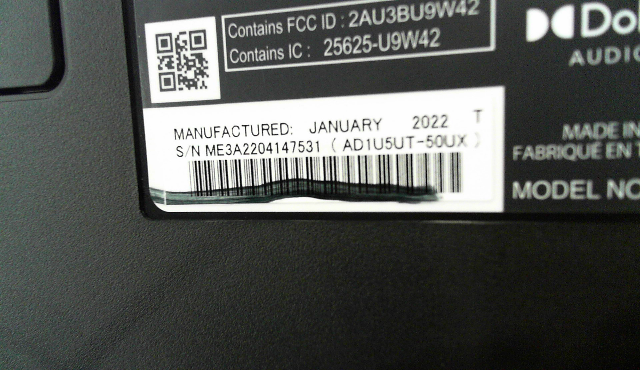 Contains FCC ID : 2AU3BU9W42
Contains IC : 25625-U9W42
MANUFACTURED: JANUARY 2022 T
S/N ME3A2204147531 ( AD1U5UT-50UX )
AUDIO
MADE IN
FABRIQUÉ EN T
MODEL NO